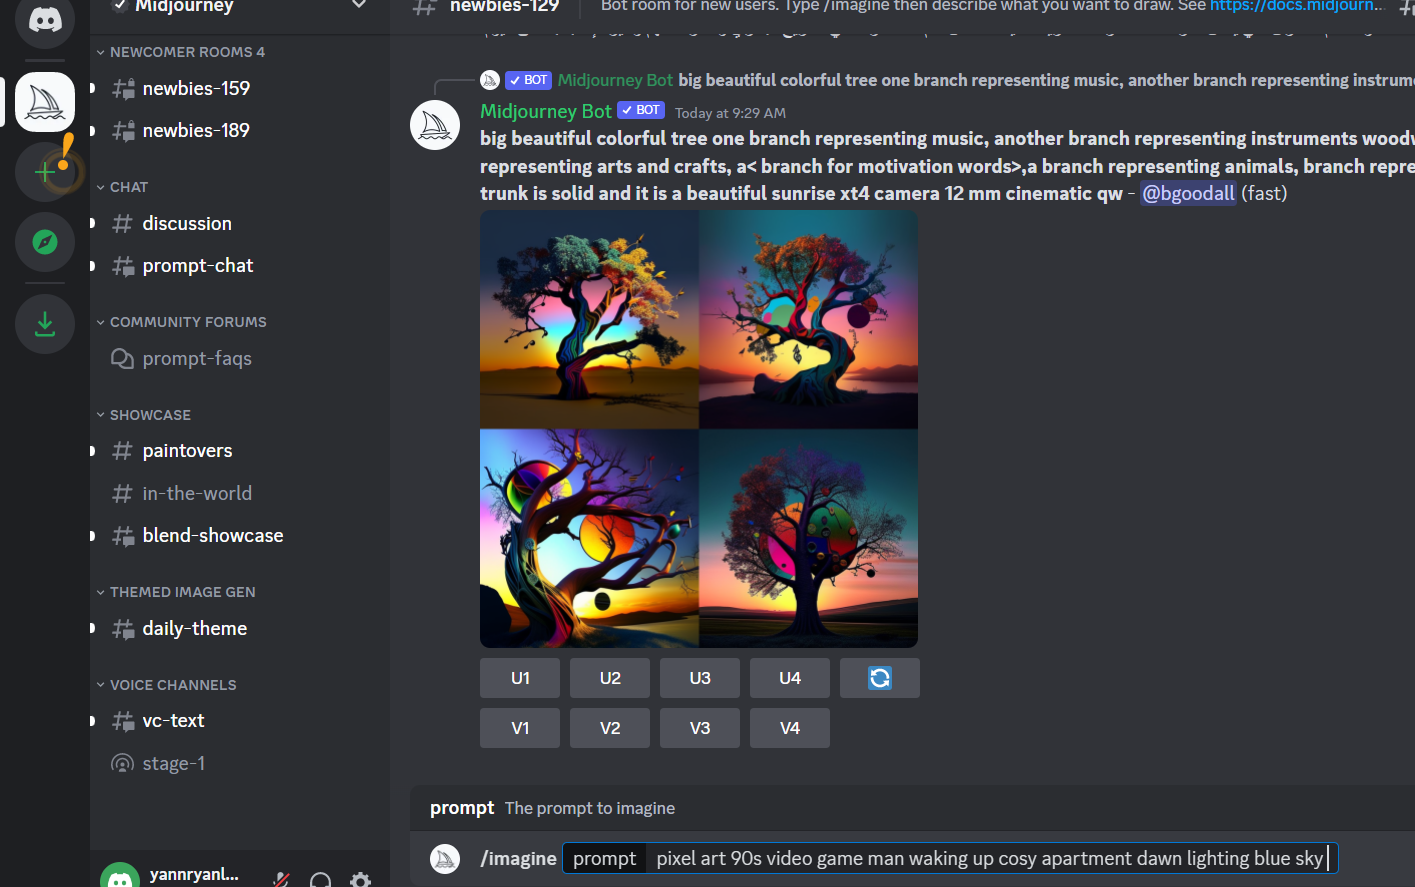 Midjourney
NEWCOMER ROOMS 4
newbies-159
newbies-189
CHAT
discussion
prompt-chat
COMMUNITY FORUMS
prompt-faqs
SHOWCASE
paintovers
in-the-world
blend-showcase
THEMED IMAGE GEN
daily-theme
VOICE CHANNELS
vc-text
stage-1
yannryanl...
newbies-129 Bot room for new users. Type /imagine then describe what you want to draw. See https://docs.midjourn...
BOT Midjourney Bot big beautiful colorful tree one branch representing music, another branch representing instrum
Midjourney Bot BOT Today at 9:29 AM
big beautiful colorful tree one branch representing music, another branch representing instruments woodw
representing arts and crafts, a< branch for motivation words>,a branch representing animals, branch repre
trunk is solid and it is a beautiful sunrise xt4 camera 12 mm cinematic qw - @bgoodall (fast)
U1 U2 U3 U4
V1 V2 V3 V4
prompt The prompt to imagine
/imagine prompt pixel art 90s video game man waking up cosy apartment dawn lighting blue sky